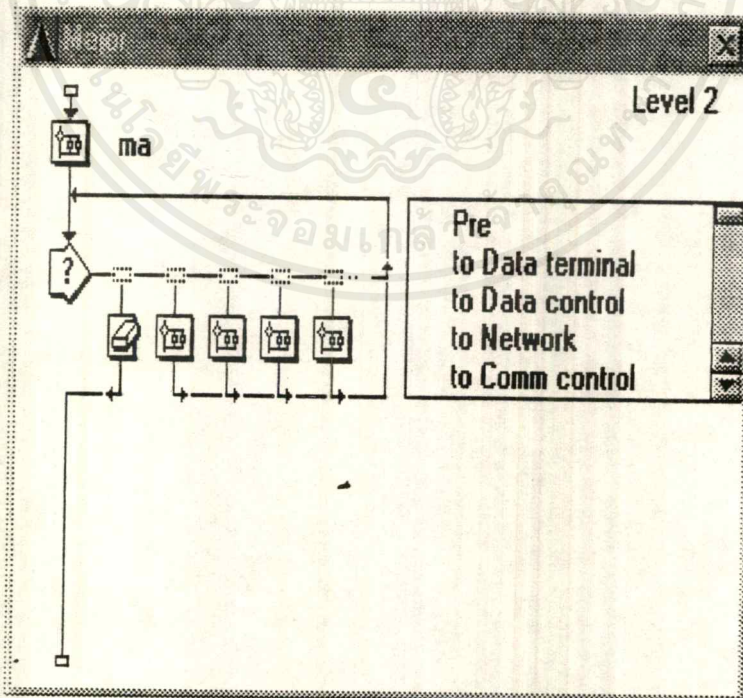 Major
Level 2
ma
?
Pre
to Data terminal
to Data control
to Network
to Comm control